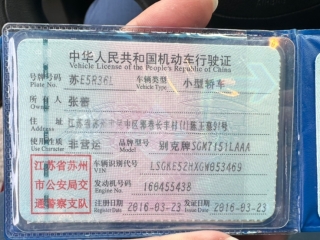 中华人民共和国机动车行驶证
Vehicle License of the People's Republic of China
号牌号码 苏E5R361 车辆类型 小型轿车
Plate No. Vehicle Type
所有人 张蕾
Owner
住址
Address
使用性质 非营运 品牌型号 别克牌SGM7151LAAA
Use Character Model
江苏省苏州
市公安局交
通警察支队
车辆识别代号 LSGKE52HXGW053469
VIN
发动机号码 160455438
Engine No.
注册日期 2016-03-23 发证日期 2016-03-23
Register Date Issue Date